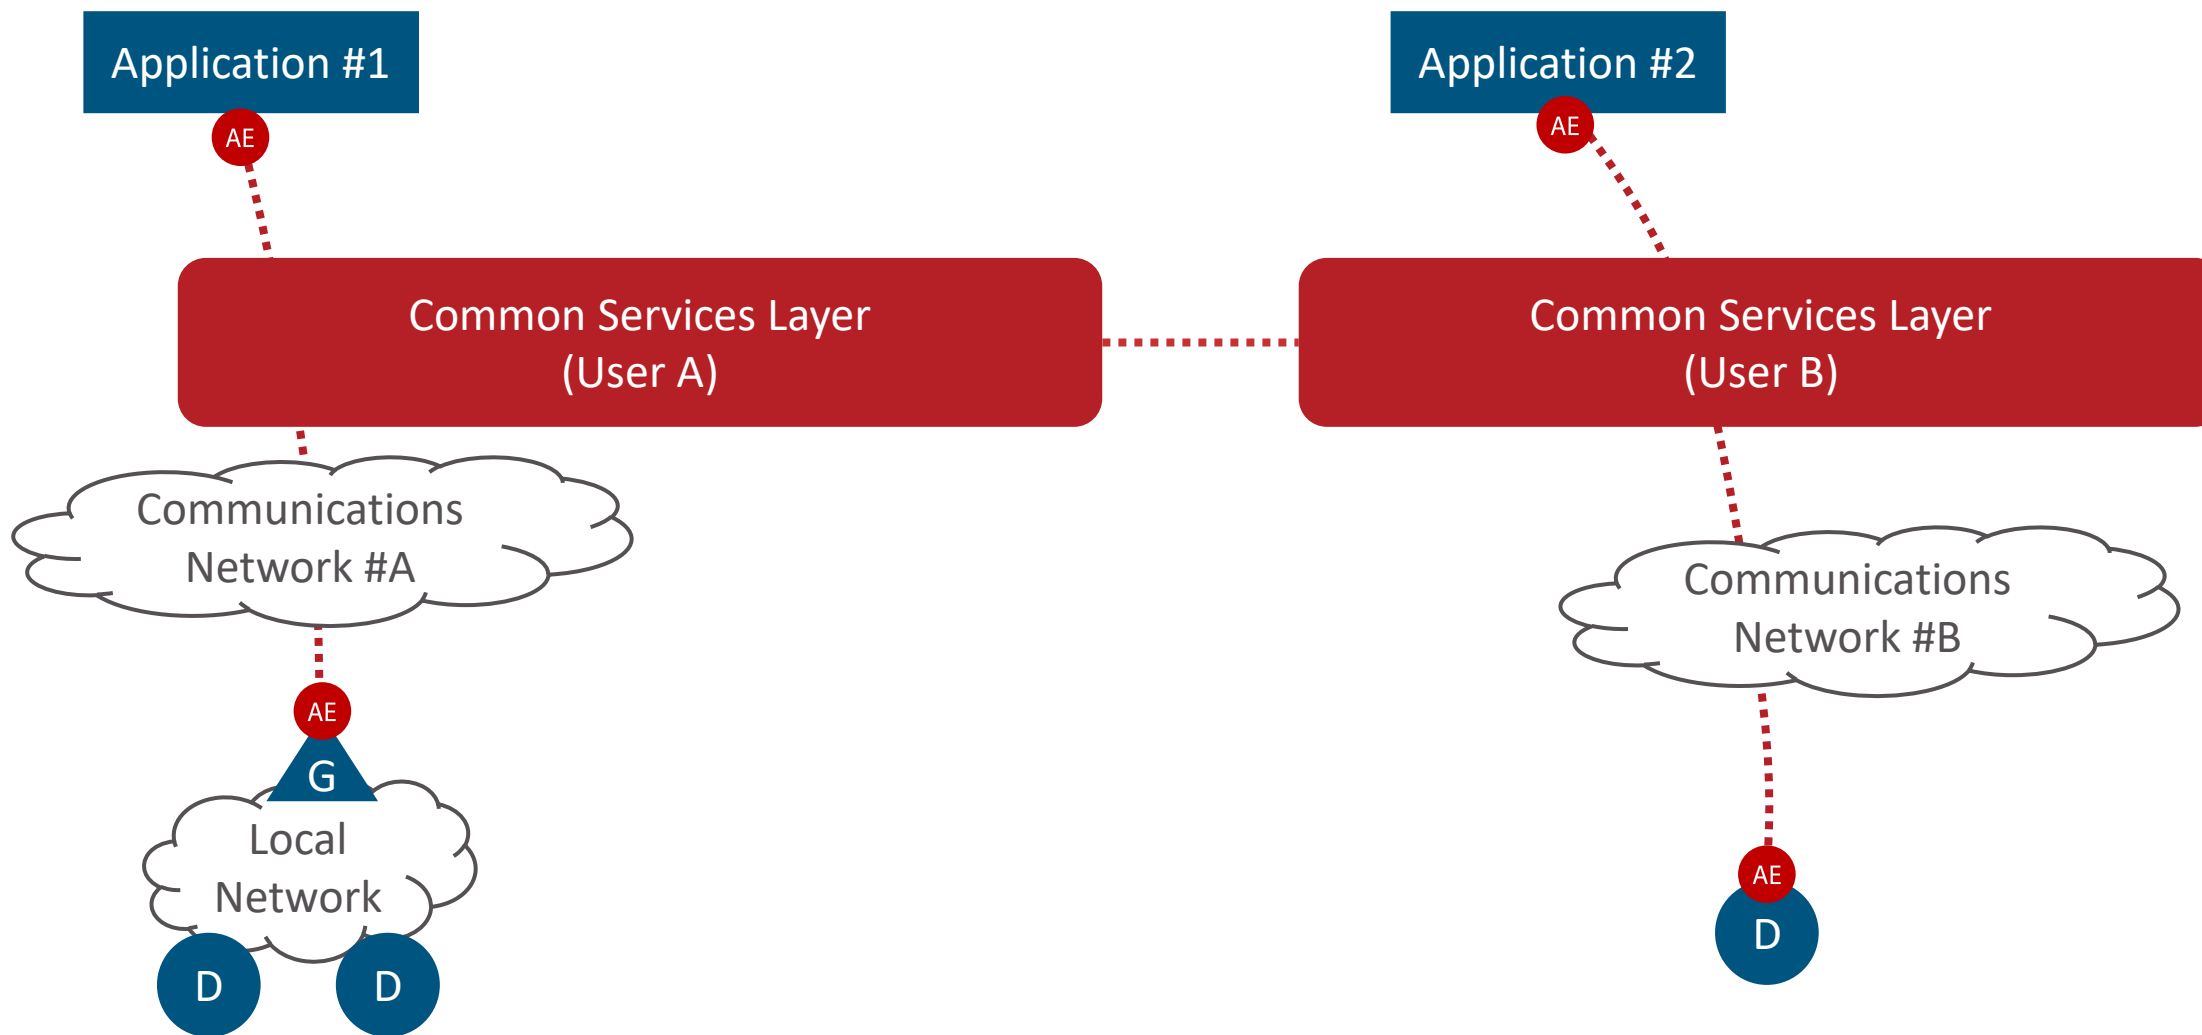 Application #1
Application #2
AE
AE
Common Services Layer
(User A)
Common Services Layer
(User B)
Communications
Network #A
Communications
Network #B
AE
G
Local
Network
D
D
AE
D